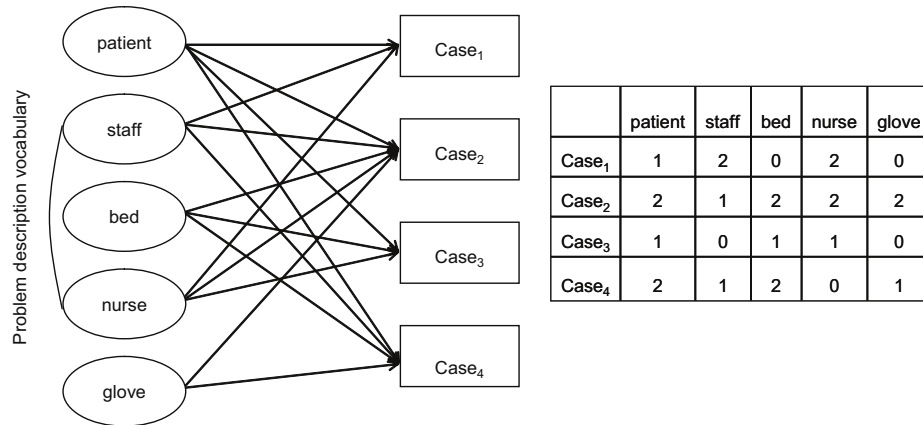 Problem description vocabulary
patient
staff
bed
nurse
glove
Case₁
Case₂
Case₃
Case₄
patient staff bed nurse glove
Case₁ 1 2 0 2 0
Case₂ 2 1 2 2 2
Case₃ 1 0 1 1 0
Case₄ 2 1 2 0 1